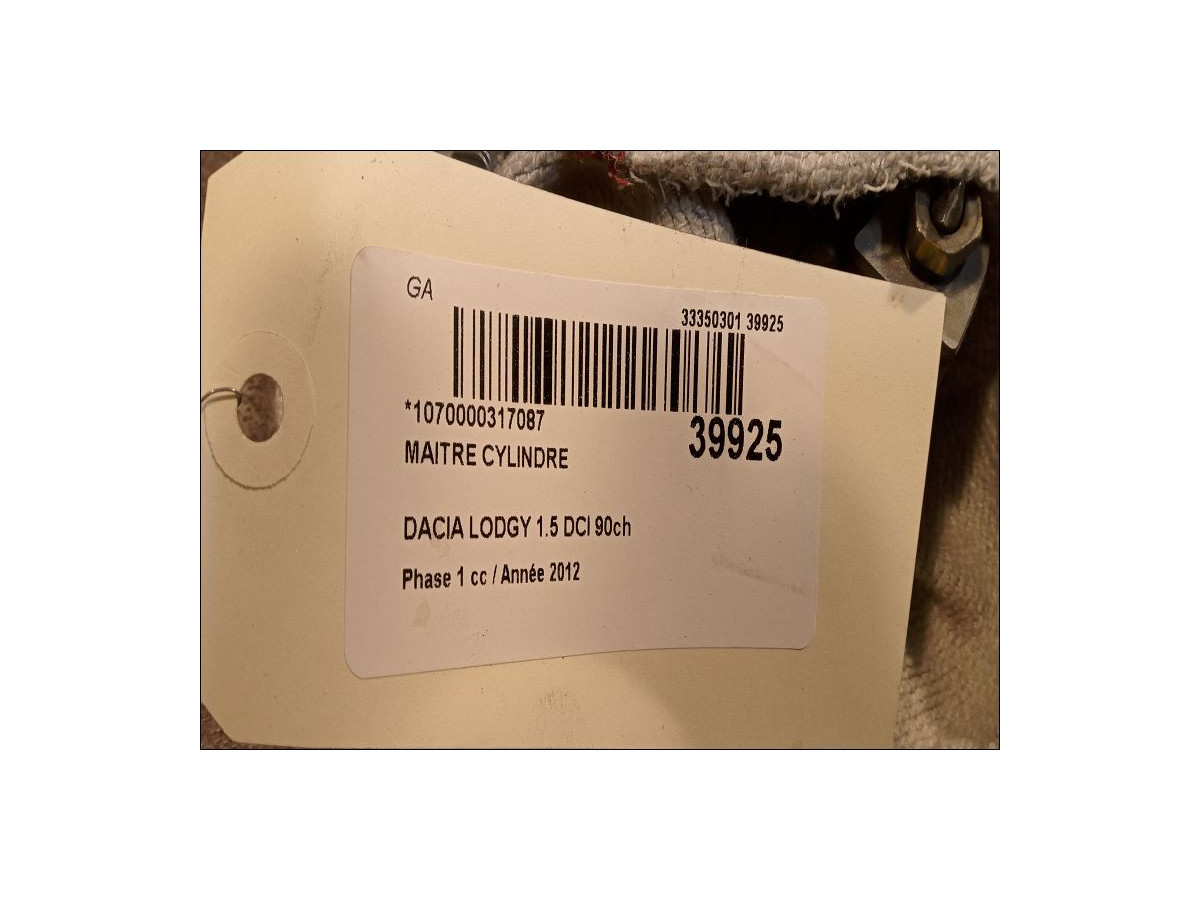 GA
33350301 39925
*1070000317087
39925
MAITRE CYLINDRE
DACIA LODGY 1.5 DCI 90ch
Phase 1 cc / Année 2012